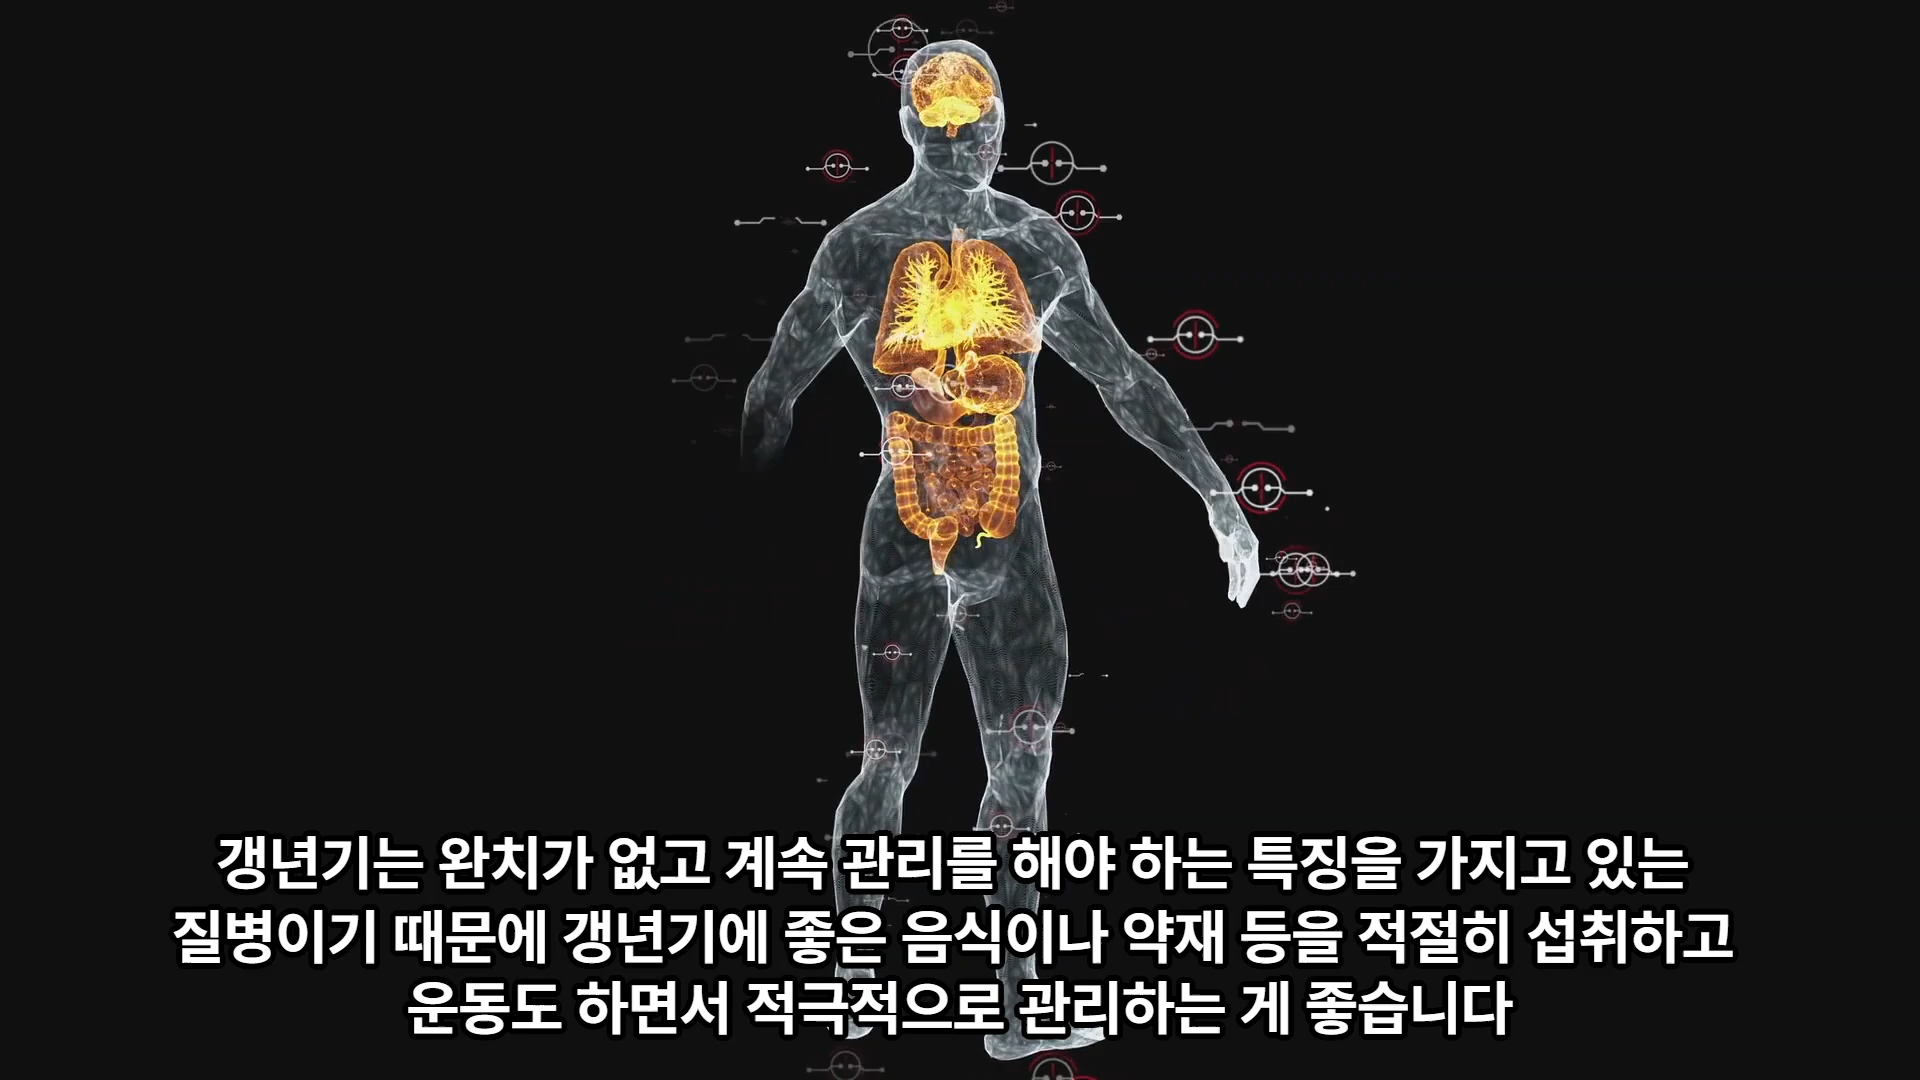 갱년기는 완치가 없고 계속 관리를 해야 하는 특징을 가지고 있는
질병이기 때문에 갱년기에 좋은 음식이나 약재 등을 적절히 섭취하고
운동도 하면서 적극적으로 관리하는 게 좋습니다